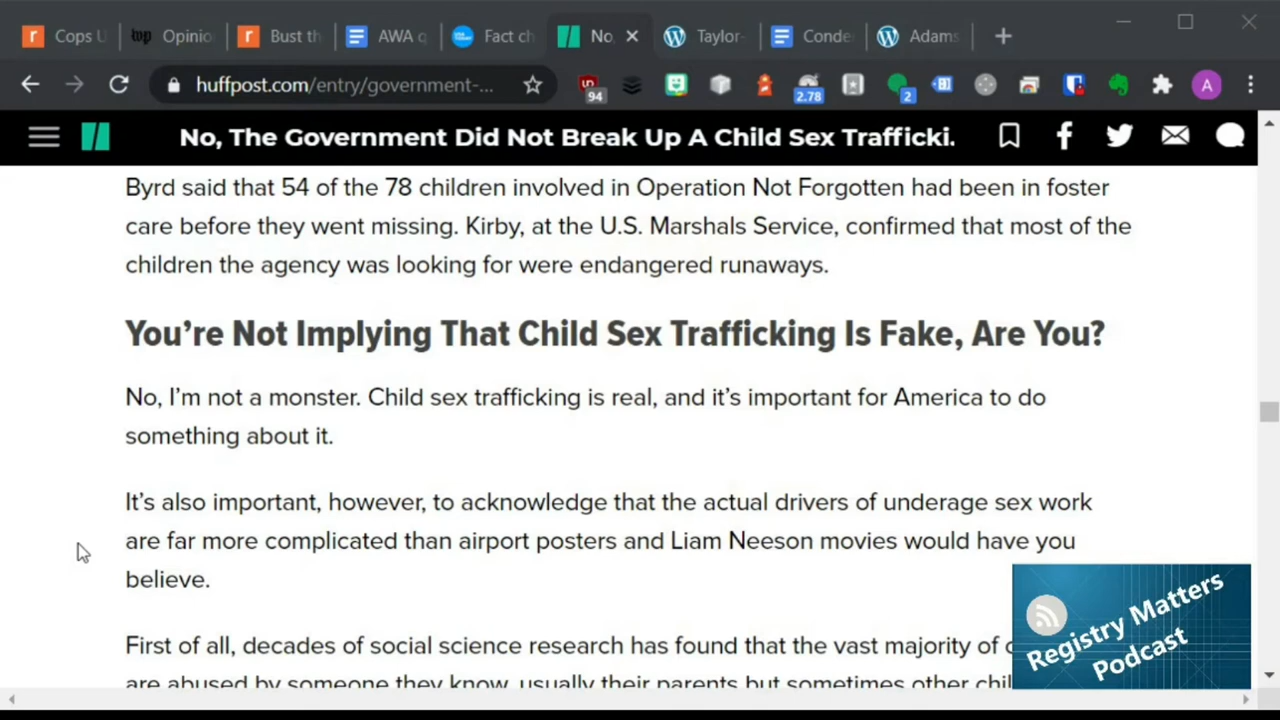 Cops U
Opinio
Bust th
AWA q
Fact ch
No,
Taylor-
Conde
Adams
huffpost.com/entry/government-...
94
2.78
2
A
No, The Government Did Not Break Up A Child Sex Trafficki.
Byrd said that 54 of the 78 children involved in Operation Not Forgotten had been in foster
care before they went missing. Kirby, at the U.S. Marshals Service, confirmed that most of the
children the agency was looking for were endangered runaways.
You're Not Implying That Child Sex Trafficking Is Fake, Are You?
No, I'm not a monster. Child sex trafficking is real, and it's important for America to do
something about it.
It's also important, however, to acknowledge that the actual drivers of underage sex work
are far more complicated than airport posters and Liam Neeson movies would have you
believe.
First of all, decades of social science research has found that the vast majority of
are abused by someone they know, usually their parents but sometimes other chil
Registry Matters
Podcast